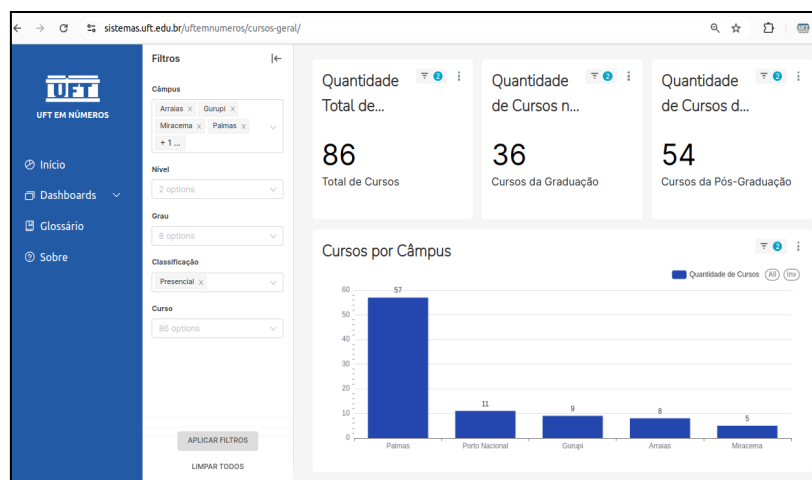 sistemas.uft.edu.br/uftemnumeros/cursos-geral/
UFT
UFT EM NÚMEROS
Início
Dashboards
Glossário
Sobre
Filtros
Câmpus
Arraias × Gurupi ×
Miracema × Palmas ×
+ 1 ...
Nível
2 options
Grau
8 options
Classificação
Presencial ×
Curso
86 options
APLICAR FILTROS
LIMPAR TODOS
Quantidade
Total de...
2
86
Total de Cursos
Quantidade
de Cursos n...
2
36
Cursos da Graduação
Quantidade
de Cursos d...
2
54
Cursos da Pós-Graduação
Cursos por Câmpus
2
Quantidade de Cursos All Inv
60
50
40
30
20
10
0
57
11
9
8
5
Palmas
Porto Nacional
Gurupi
Arraias
Miracema